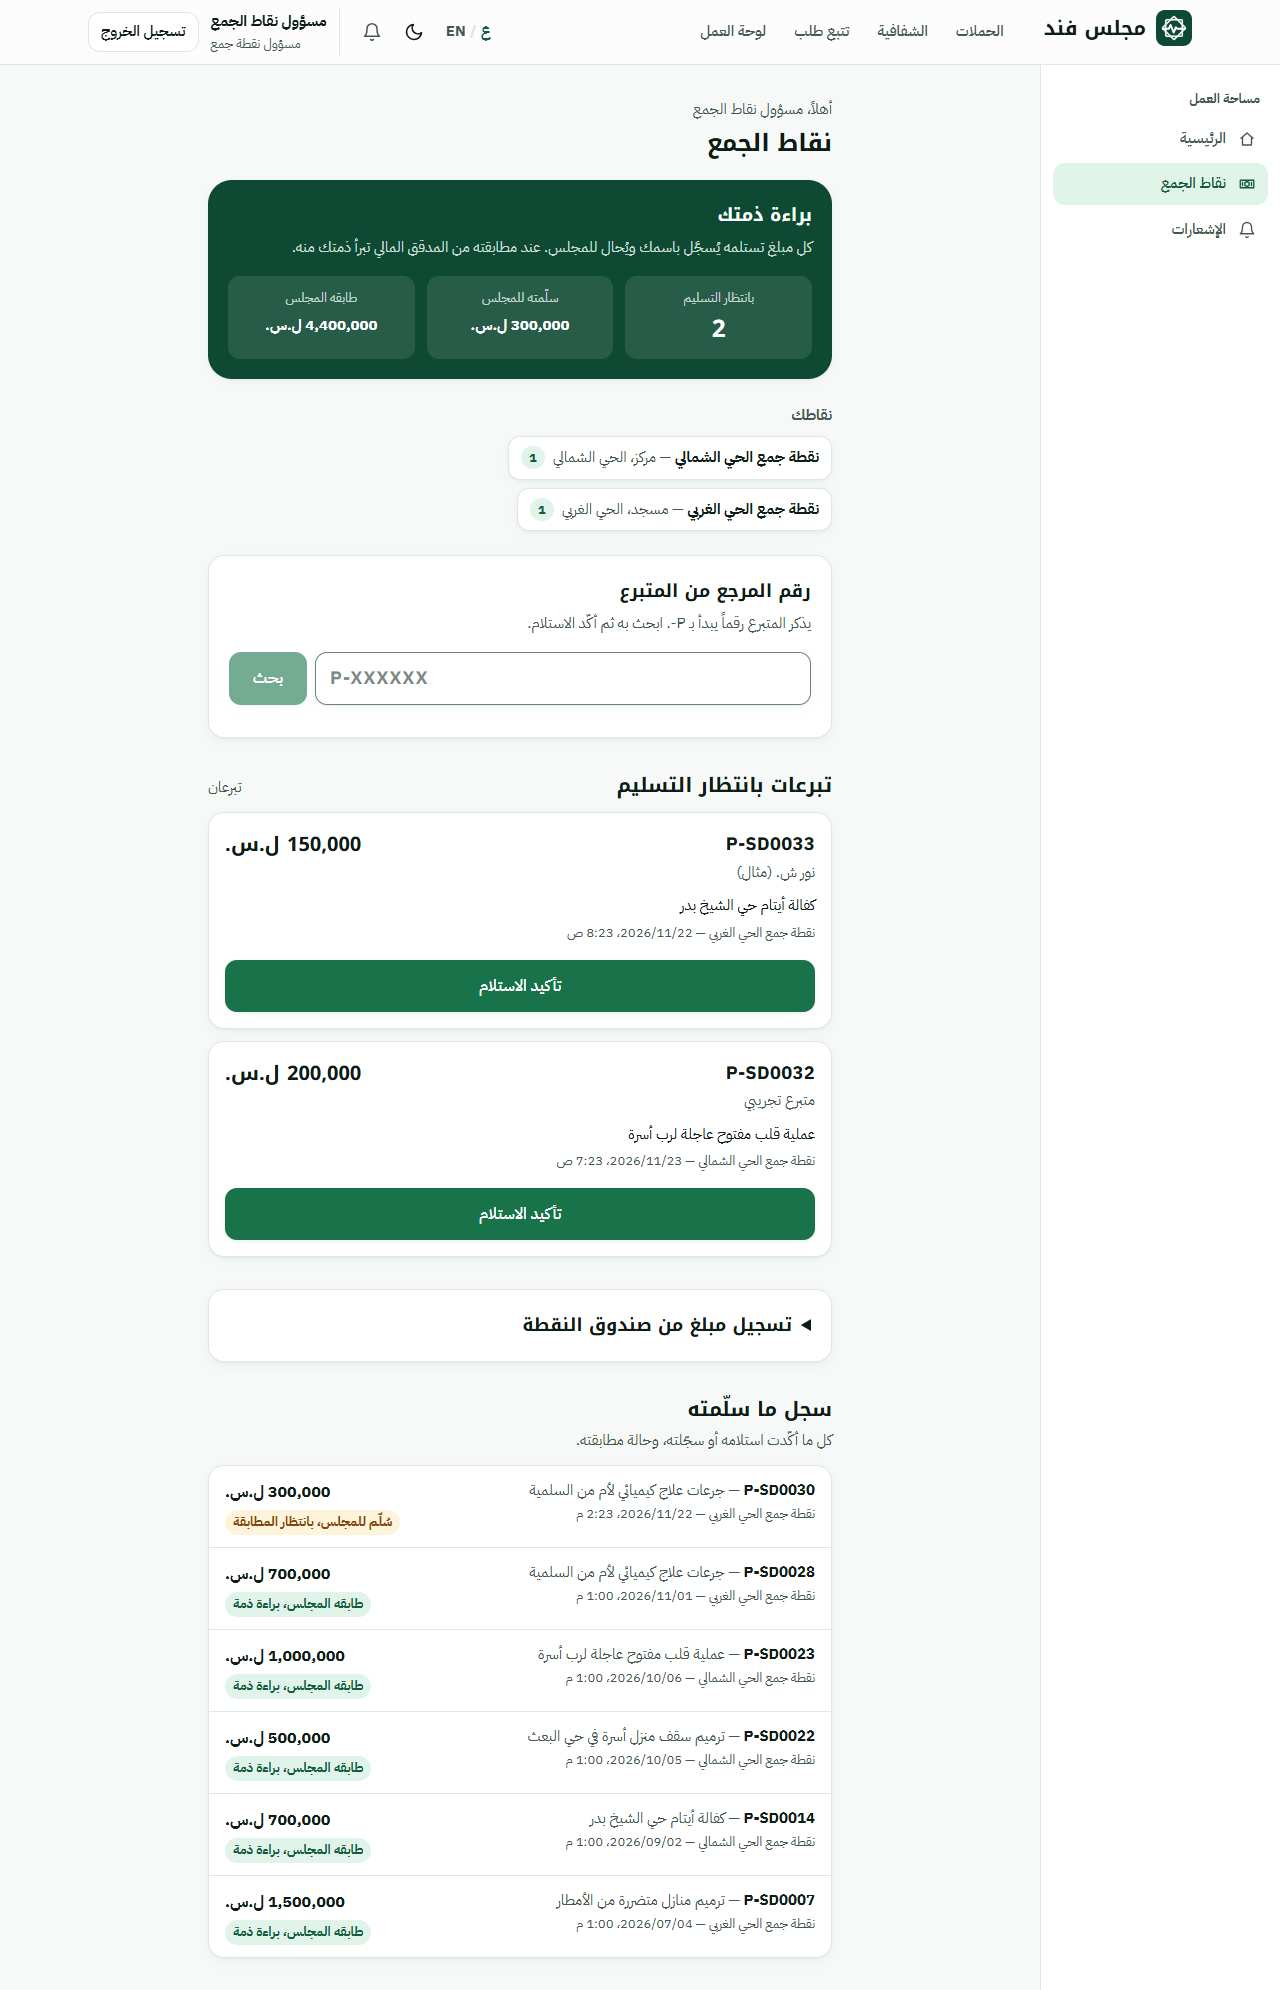 مجلس فند
الحملات
الشفافية
تتبع طلب
لوحة العمل
ع / EN
مسؤول نقاط الجمع
مسؤول نقطة جمع
تسجيل الخروج
مساحة العمل
الرئيسية
نقاط الجمع
الإشعارات
أهلاً، مسؤول نقاط الجمع
نقاط الجمع
براءة ذمتك
كل مبلغ تستلمه يُسجّل باسمك ويُحال للمجلس. عند مطابقته من المدقق المالي تبرأ ذمتك منه.
بانتظار التسليم
2
سلّمته للمجلس
300,000 ل.س.
طابقه المجلس
4,400,000 ل.س.
نقاطك
نقطة جمع الحي الشمالي — مركز، الحي الشمالي 1
نقطة جمع الحي الغربي — مسجد، الحي الغربي 1
رقم المرجع من المتبرع
يذكر المتبرع رقماً يبدأ بـ P-. ابحث به ثم أكّد الاستلام.
P-XXXXXX
بحث
تبرعات بانتظار التسليم
تبرعان
P-SD0033
150,000 ل.س.
نور ش. (مثال)
كفالة أيتام حي الشيخ بدر
نقطة جمع الحي الغربي — 2026/11/22، 8:23 ص
تأكيد الاستلام
P-SD0032
200,000 ل.س.
متبرع تجريبي
عملية قلب مفتوح عاجلة لرب أسرة
نقطة جمع الحي الشمالي — 2026/11/23، 7:23 ص
تأكيد الاستلام
تسجيل مبلغ من صندوق النقطة
سجل ما سلّمته
كل ما أكّدت استلامه أو سجّلته، وحالة مطابقته.
P-SD0030 — جرعات علاج كيميائي لأم من السلمية
300,000 ل.س.
نقطة جمع الحي الغربي — 2026/11/22، 2:23 م
سُلّم للمجلس، بانتظار المطابقة
P-SD0028 — جرعات علاج كيميائي لأم من السلمية
700,000 ل.س.
نقطة جمع الحي الغربي — 2026/11/01، 1:00 م
طابقه المجلس، براءة ذمة
P-SD0023 — عملية قلب مفتوح عاجلة لرب أسرة
1,000,000 ل.س.
نقطة جمع الحي الشمالي — 2026/10/06، 1:00 م
طابقه المجلس، براءة ذمة
P-SD0022 — ترميم سقف منزل أسرة في حي البعث
500,000 ل.س.
نقطة جمع الحي الشمالي — 2026/10/05، 1:00 م
طابقه المجلس، براءة ذمة
P-SD0014 — كفالة أيتام حي الشيخ بدر
700,000 ل.س.
نقطة جمع الحي الشمالي — 2026/09/02، 1:00 م
طابقه المجلس، براءة ذمة
P-SD0007 — ترميم منازل متضررة من الأمطار
1,500,000 ل.س.
نقطة جمع الحي الغربي — 2026/07/04، 1:00 م
طابقه المجلس، براءة ذمة